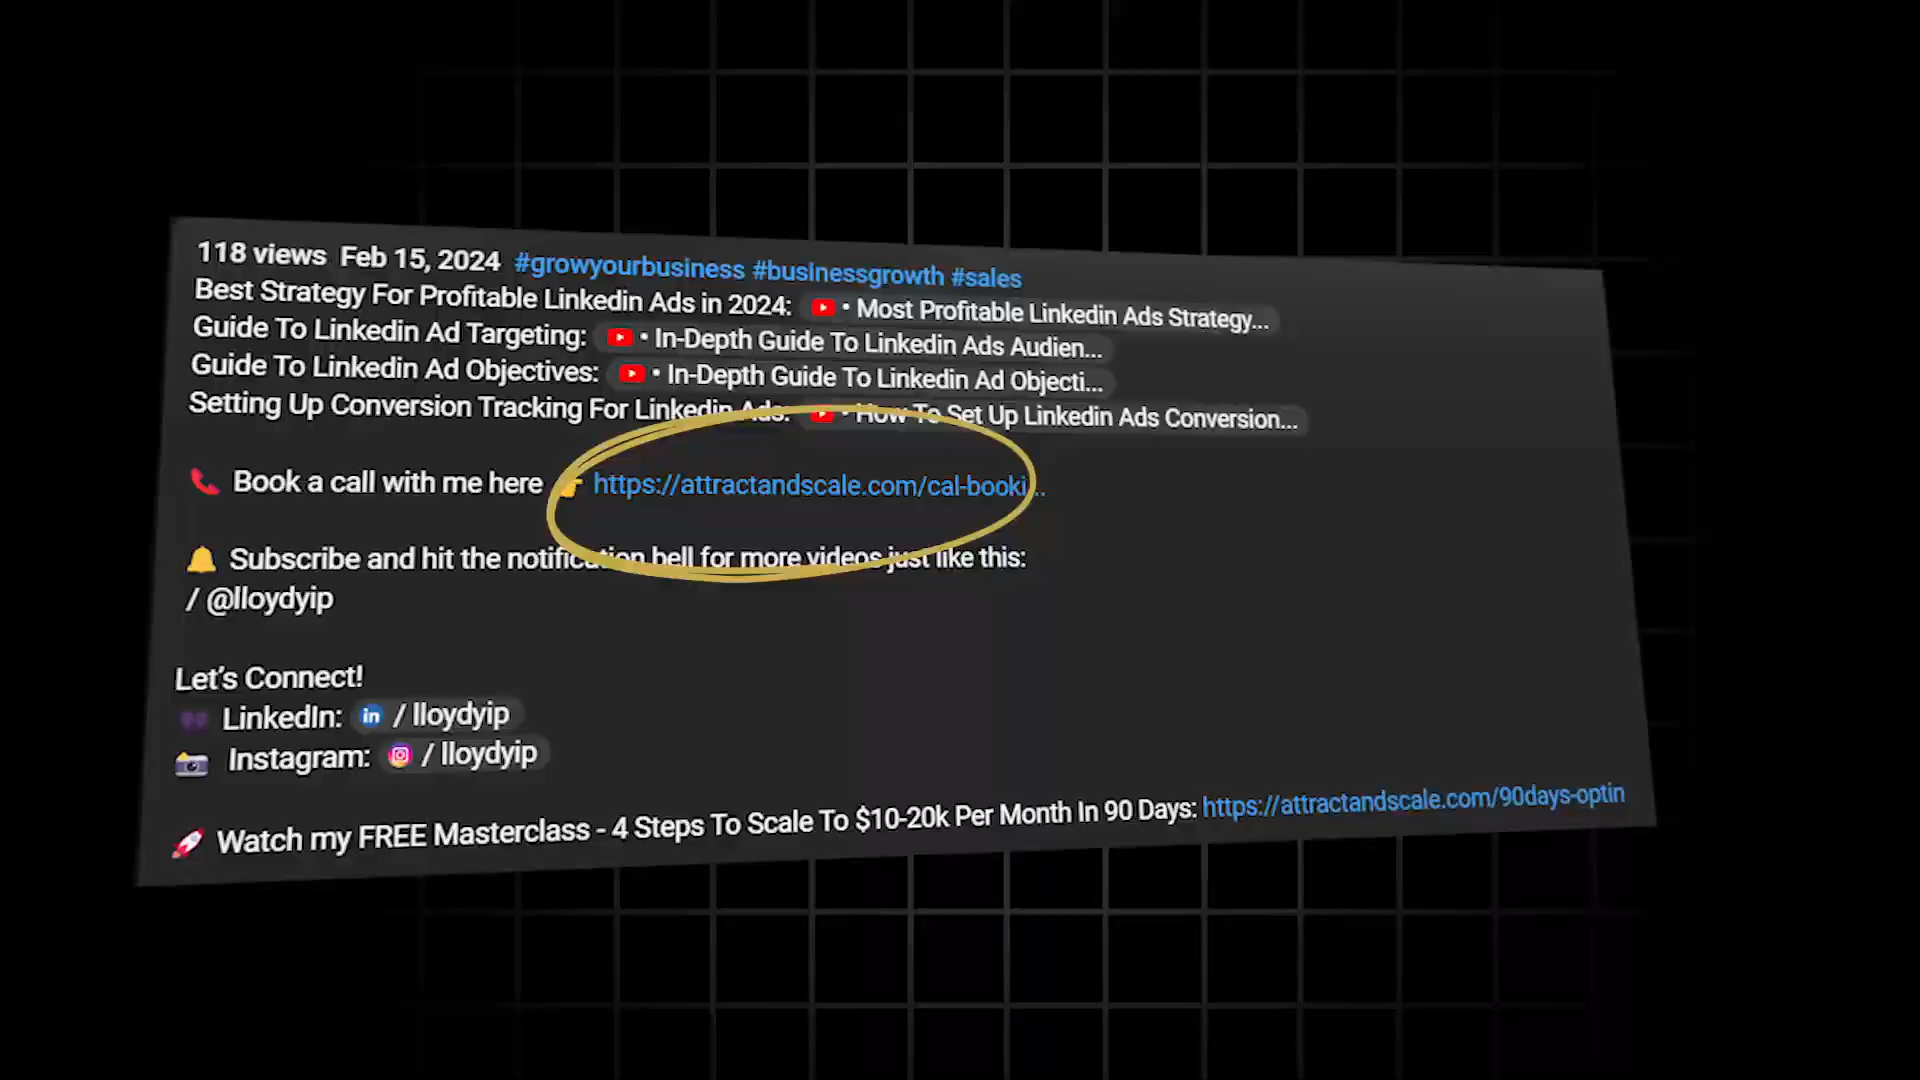 118 views Feb 15, 2024 #growyourbusiness #businessgrowth #sales
Best Strategy For Profitable Linkedin Ads in 2024: • Most Profitable Linkedin Ads Strategy...
Guide To Linkedin Ad Targeting: • In-Depth Guide To Linkedin Ads Audien...
Guide To Linkedin Ad Objectives: • In-Depth Guide To Linkedin Ad Objecti...
Setting Up Conversion Tracking For Linkedin Ads: • How To Set Up Linkedin Ads Conversion...
📞 Book a call with me here 👉 https://attractandscale.com/cal-booki...
🔔 Subscribe and hit the notification bell for more videos just like this:
/ @lloydyip
Let's Connect!
LinkedIn: in / lloydyip
📸 Instagram: / lloydyip
🚀 Watch my FREE Masterclass - 4 Steps To Scale To $10-20k Per Month In 90 Days: https://attractandscale.com/90days-optin